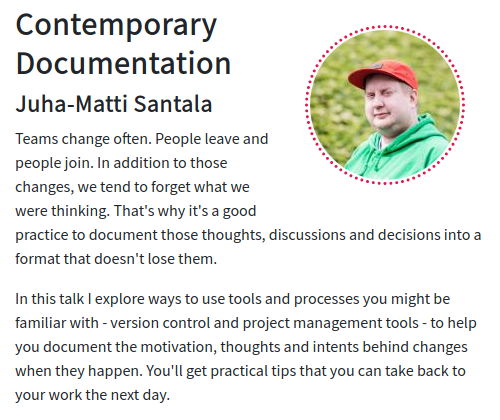 Contemporary
Documentation
Juha-Matti Santala
Teams change often. People leave and
people join. In addition to those
changes, we tend to forget what we
were thinking. That's why it's a good
practice to document those thoughts, discussions and decisions into a
format that doesn't lose them.
In this talk I explore ways to use tools and processes you might be
familiar with - version control and project management tools - to help
you document the motivation, thoughts and intents behind changes
when they happen. You'll get practical tips that you can take back to
your work the next day.